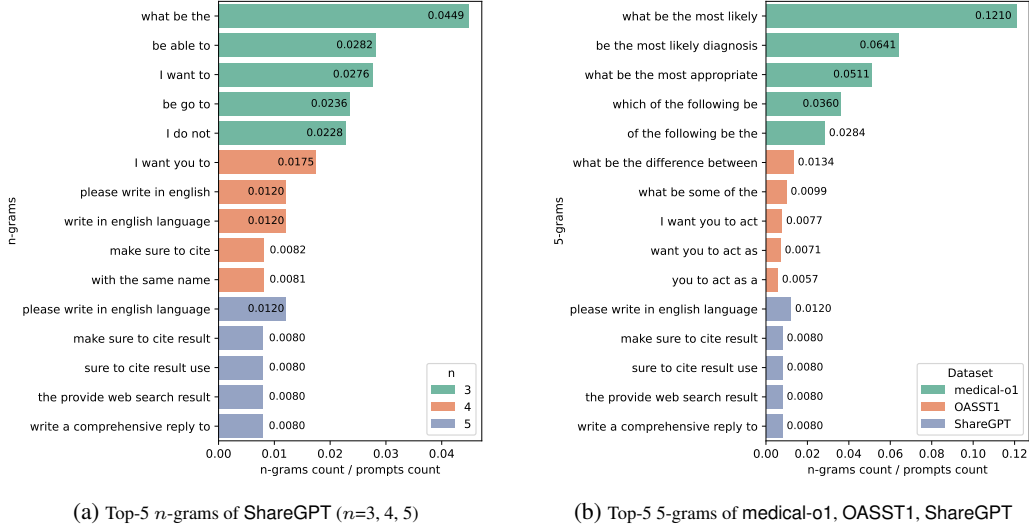 what be the
0.0449
be able to
0.0282
I want to
0.0276
be go to
0.0236
I do not
0.0228
I want you to
0.0175
please write in english
0.0120
write in english language
0.0120
make sure to cite
0.0082
with the same name
0.0081
please write in english language
0.0120
make sure to cite result
0.0080
sure to cite result use
0.0080
the provide web search result
0.0080
write a comprehensive reply to
0.0080
n-grams
n
3
4
5
0.00 0.01 0.02 0.03 0.04
n-grams count / prompts count
(a) Top-5 n-grams of ShareGPT (n=3, 4, 5)
what be the most likely
0.1210
be the most likely diagnosis
0.0641
what be the most appropriate
0.0511
which of the following be
0.0360
of the following be the
0.0284
what be the difference between
0.0134
what be some of the
0.0099
I want you to act
0.0077
want you to act as
0.0071
you to act as a
0.0057
please write in english language
0.0120
make sure to cite result
0.0080
sure to cite result use
0.0080
the provide web search result
0.0080
write a comprehensive reply to
0.0080
5-grams
Dataset
medical-o1
OASST1
ShareGPT
0.00 0.02 0.04 0.06 0.08 0.10 0.12
n-grams count / prompts count
(b) Top-5 5-grams of medical-o1, OASST1, ShareGPT